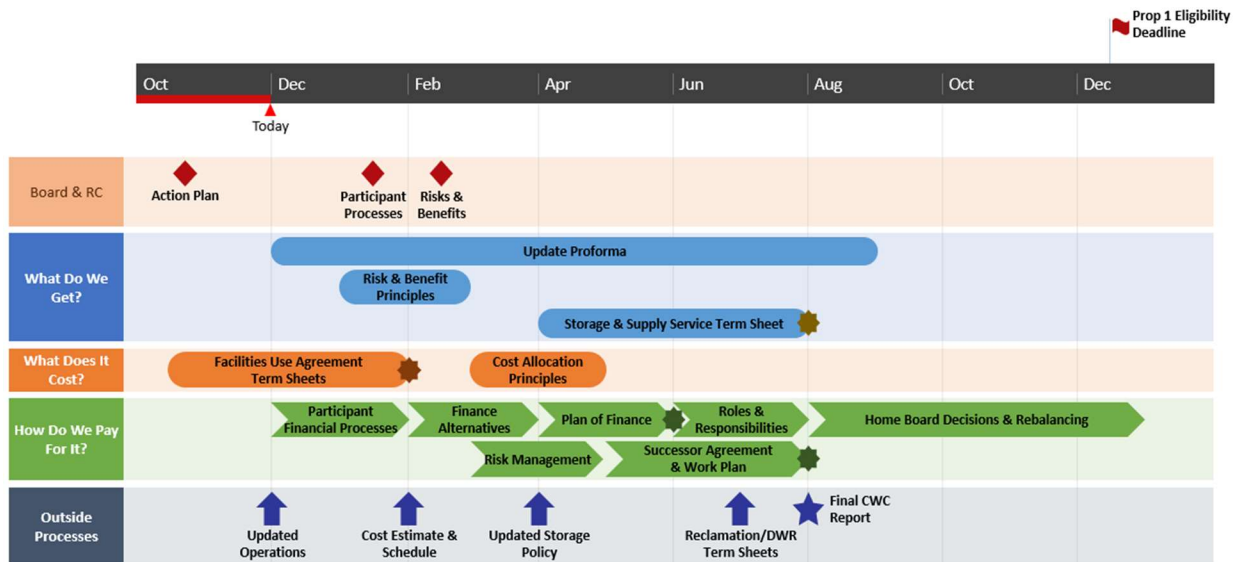 Prop 1 Eligibility
Deadline
Oct Dec Feb Apr Jun Aug Oct Dec
Today
Board & RC
Action Plan
Participant
Processes
Risks &
Benefits
What Do We
Get?
Update Proforma
Risk & Benefit
Principles
Storage & Supply Service Term Sheet
What Does It
Cost?
Facilities Use Agreement
Term Sheets
Cost Allocation
Principles
How Do We Pay
For It?
Participant
Financial Processes
Finance
Alternatives
Plan of Finance
Roles &
Responsibilities
Home Board Decisions & Rebalancing
Risk Management
Successor Agreement
& Work Plan
Outside
Processes
Updated
Operations
Cost Estimate &
Schedule
Updated Storage
Policy
Reclamation/DWR
Term Sheets
Final CWC
Report